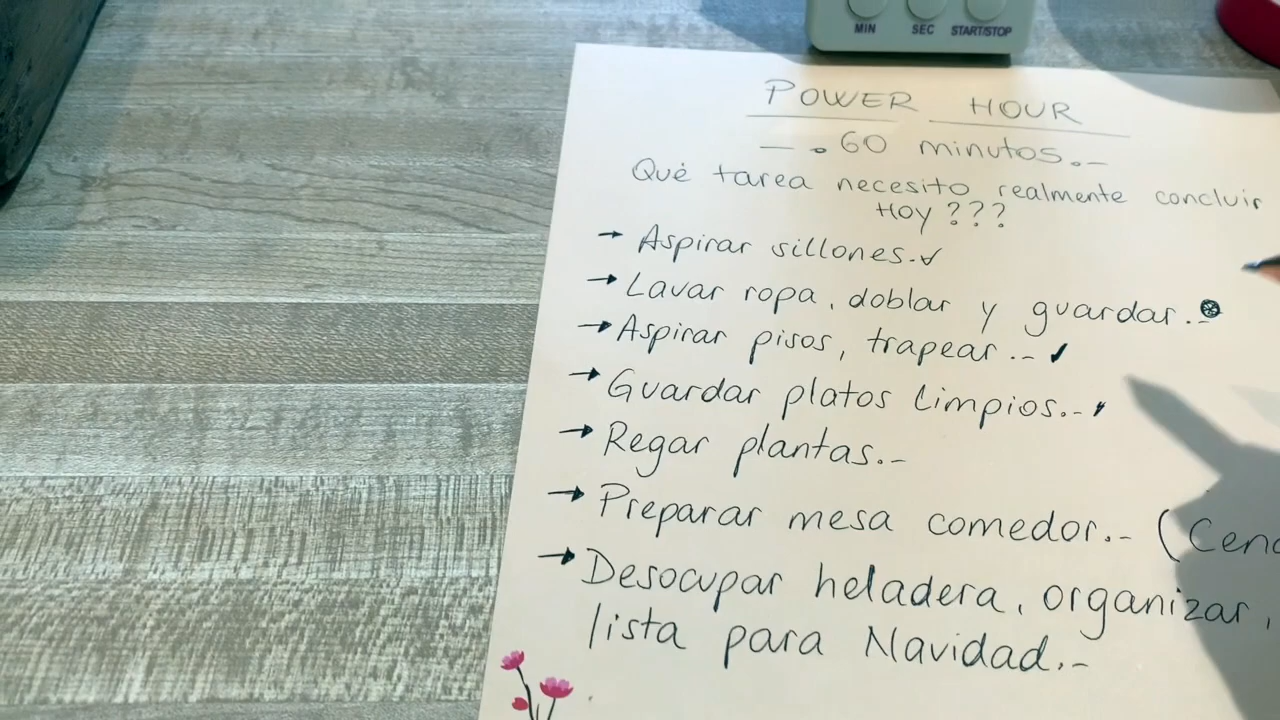 MIN SEC START/STOP
POWER HOUR
— . 60 minutos.-
Qué tarea necesito realmente concluir
Hoy ???
→ Aspirar sillones.✓
→ Lavar ropa, doblar y guardar.-
→ Aspirar pisos, trapear.-- ✓
→ Guardar platos limpios.-
→ Regar plantas.-
→ Preparar mesa comedor.- (
→ Desocupar heladera, organizar,
lista para Navidad.-